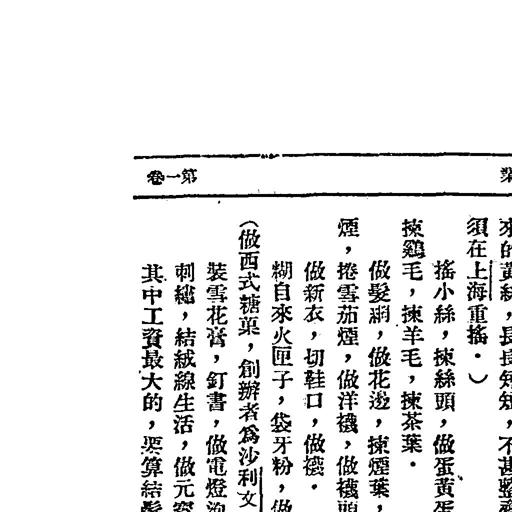 第一卷
來的黃絲，長長短短，不甚整齊
須在上海重搖．）
搖小絲，揀絲頭，做蛋黃蛋
揀鷄毛，揀羊毛，揀茶葉．
做髮網，做花邊，揀煙葉，
煙，捲雪茄煙，做洋襪，做襪頭
做新衣，切鞋口，做襪．
糊自來火匣子，袋牙粉，做
（做西式糖菓，創辦者爲沙利文
裝雪花膏，釘書，做電燈泡
刺繡，結絨線生活，做元寶
其中工資最大的，要算結髮